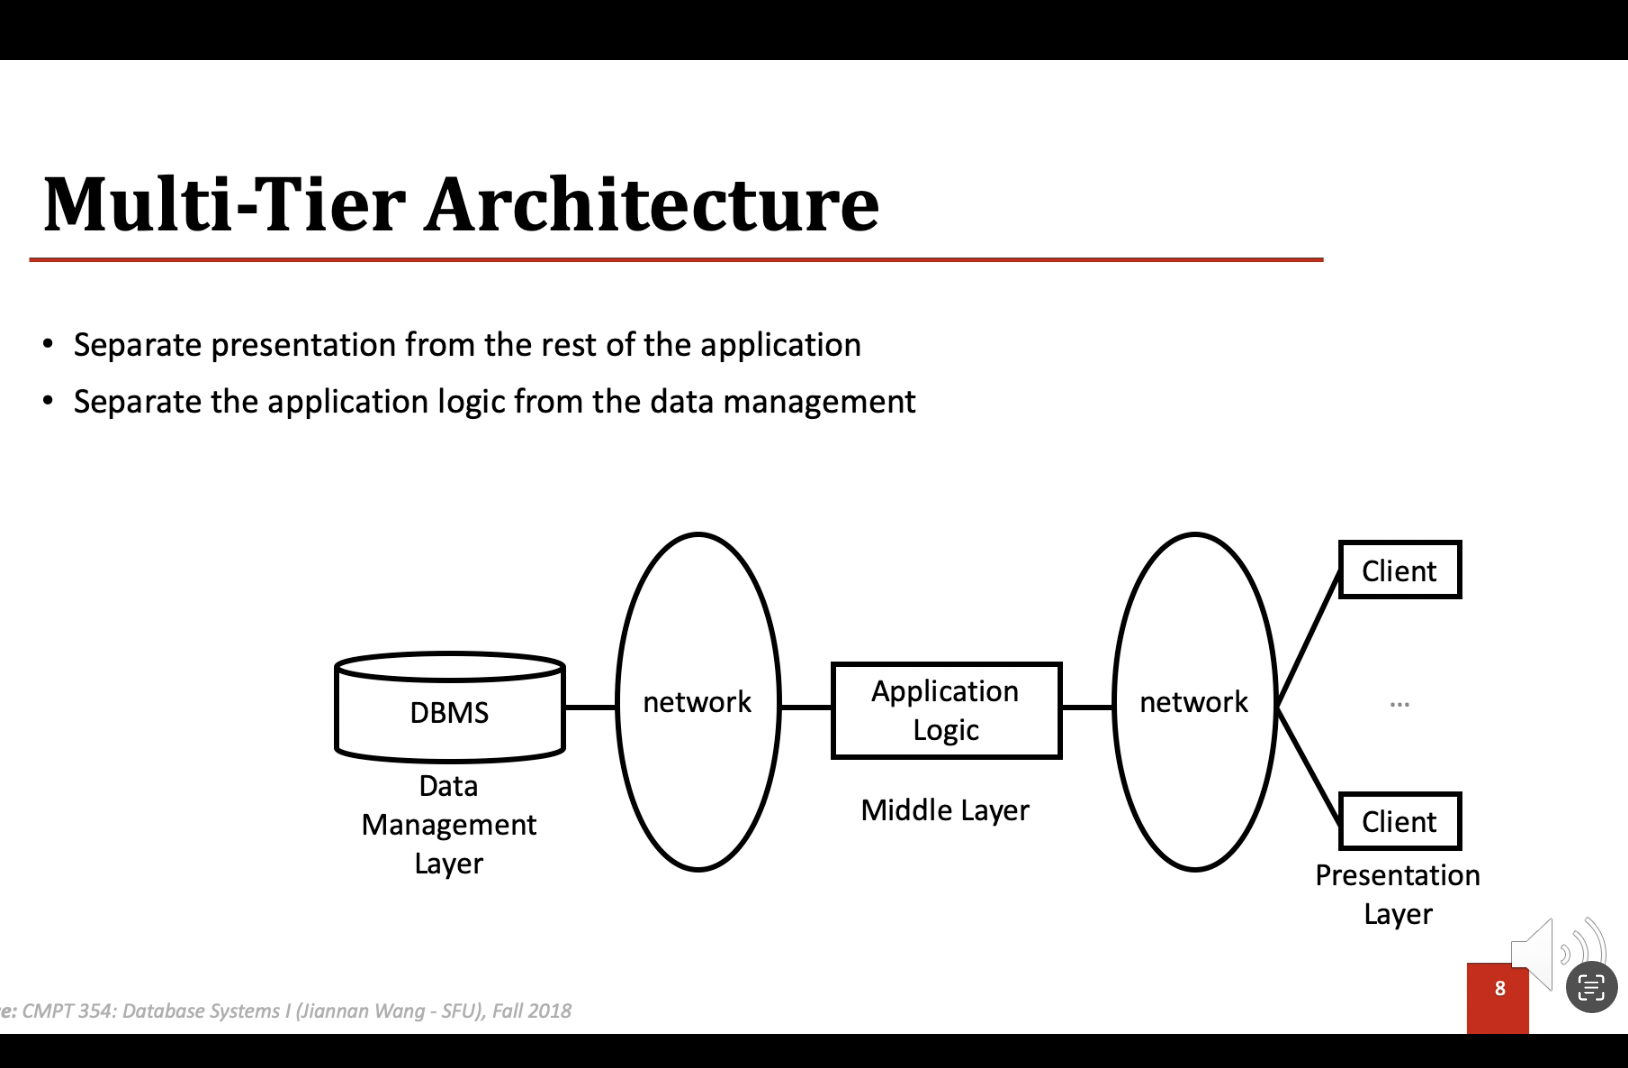 Multi-Tier Architecture
• Separate presentation from the rest of the application
• Separate the application logic from the data management
DBMS
Data
Management
Layer
network
Application
Logic
Middle Layer
network
Client
...
Client
Presentation
Layer
8
e: CMPT 354: Database Systems I (Jiannan Wang - SFU), Fall 2018